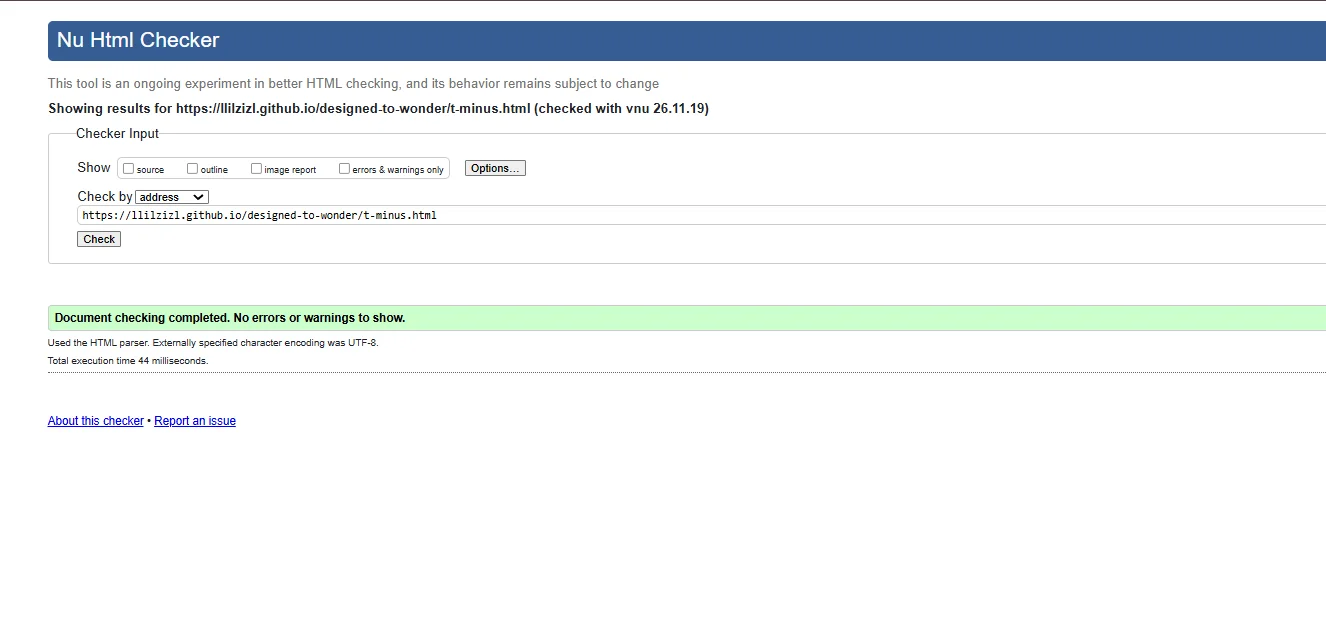 Nu Html Checker
This tool is an ongoing experiment in better HTML checking, and its behavior remains subject to change
Showing results for https://llilzizl.github.io/designed-to-wonder/t-minus.html (checked with vnu 26.11.19)
Checker Input
Show source outline image report errors & warnings only Options...
Check by address
https://llilzizl.github.io/designed-to-wonder/t-minus.html
Check
Document checking completed. No errors or warnings to show.
Used the HTML parser. Externally specified character encoding was UTF-8.
Total execution time 44 milliseconds.
About this checker • Report an issue